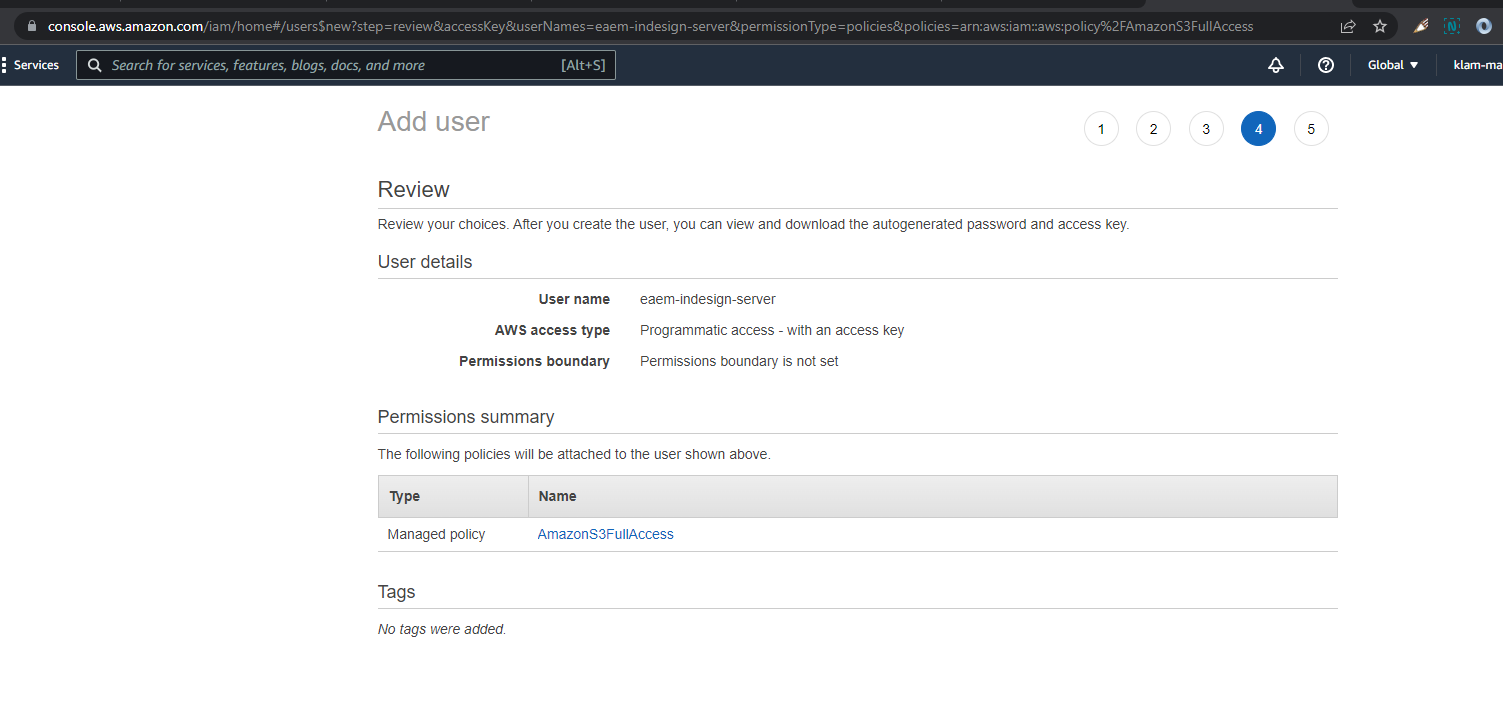 console.aws.amazon.com/iam/home#/users$new?step=review&accessKey&userNames=eaem-indesign-server&permissionType=policies&policies=arn:aws:iam::aws:policy%2FAmazonS3FullAccess
Services
Search for services, features, blogs, docs, and more
[Alt+S]
Global
klam-ma
Add user
1 2 3 4 5
Review
Review your choices. After you create the user, you can view and download the autogenerated password and access key.
User details
User name eaem-indesign-server
AWS access type Programmatic access - with an access key
Permissions boundary Permissions boundary is not set
Permissions summary
The following policies will be attached to the user shown above.
Type Name
Managed policy AmazonS3FullAccess
Tags
No tags were added.